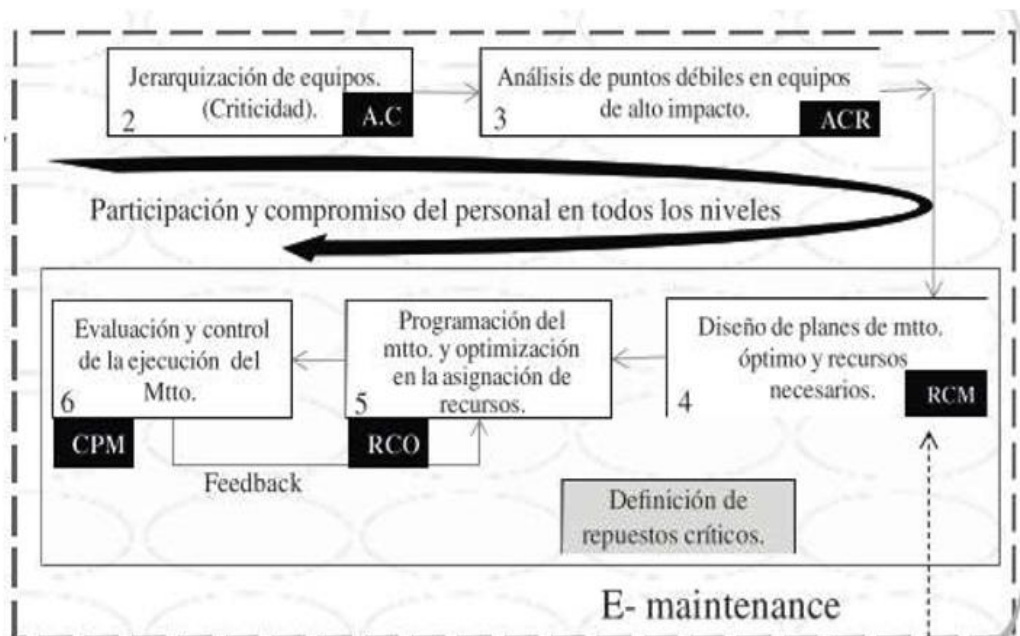 Jerarquización de equipos.
(Criticidad).
2
A.C
Análisis de puntos débiles en equipos
de alto impacto.
3
ACR
Participación y compromiso del personal en todos los niveles
Evaluación y control
de la ejecución del
Mtto.
6
CPM
Programación del
mtto. y optimización
en la asignación de
recursos.
5
RCO
Diseño de planes de mtto.
óptimo y recursos
necesarios.
4
RCM
Feedback
Definición de
repuestos críticos.
E- maintenance